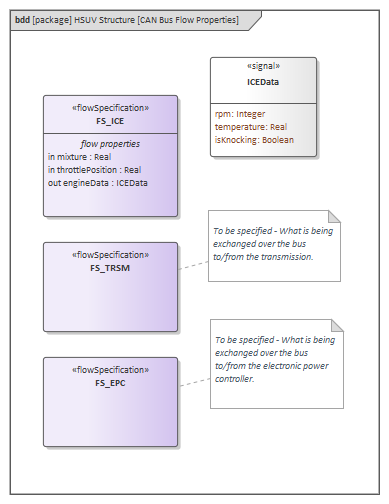 bdd [package] HSUV Structure [CAN Bus Flow Properties]
«signal»
ICEData
rpm: Integer
temperature: Real
isKnocking: Boolean
«flowSpecification»
FS_ICE
flow properties
in mixture : Real
in throttlePosition : Real
out engineData : ICEData
«flowSpecification»
FS_TRSM
To be specified - What is being
exchanged over the bus
to/from the transmission.
«flowSpecification»
FS_EPC
To be specified - What is being
exchanged over the bus
to/from the electronic power
controller.